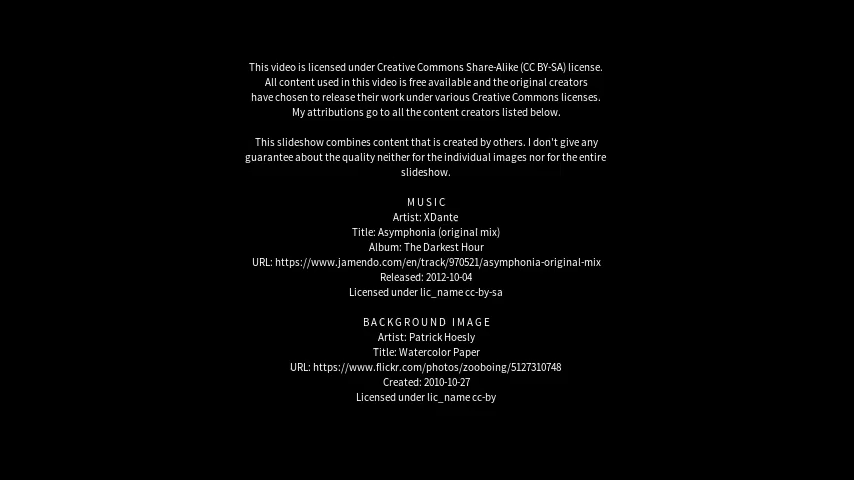 This video is licensed under Creative Commons Share-Alike (CC BY-SA) license.
All content used in this video is free available and the original creators
have chosen to release their work under various Creative Commons licenses.
My attributions go to all the content creators listed below.
This slideshow combines content that is created by others. I don't give any
guarantee about the quality neither for the individual images nor for the entire
slideshow.
MUSIC
Artist: XDante
Title: Asymphonia (original mix)
Album: The Darkest Hour
URL: https://www.jamendo.com/en/track/970521/asymphonia-original-mix
Released: 2012-10-04
Licensed under lic_name cc-by-sa
BACKGROUND IMAGE
Artist: Patrick Hoesly
Title: Watercolor Paper
URL: https://www.flickr.com/photos/zooboing/5127310748
Created: 2010-10-27
Licensed under lic_name cc-by